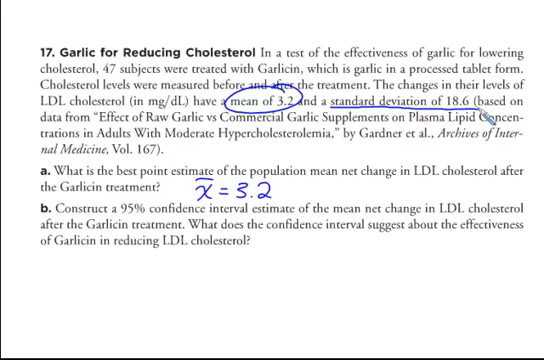 17. Garlic for Reducing Cholesterol In a test of the effectiveness of garlic for lowering
cholesterol, 47 subjects were treated with Garlicin, which is garlic in a processed tablet form.
Cholesterol levels were measured before and after the treatment. The changes in their levels of
LDL cholesterol (in mg/dL) have a mean of 3.2 and a standard deviation of 18.6 (based on
data from “Effect of Raw Garlic vs Commercial Garlic Supplements on Plasma Lipid Concen-
trations in Adults With Moderate Hypercholesterolemia,” by Gardner et al., Archives of Inter-
nal Medicine, Vol. 167).
a. What is the best point estimate of the population mean net change in LDL cholesterol after
the Garlicin treatment? x̄ = 3.2
b. Construct a 95% confidence interval estimate of the mean net change in LDL cholesterol
after the Garlicin treatment. What does the confidence interval suggest about the effectiveness
of Garlicin in reducing LDL cholesterol?